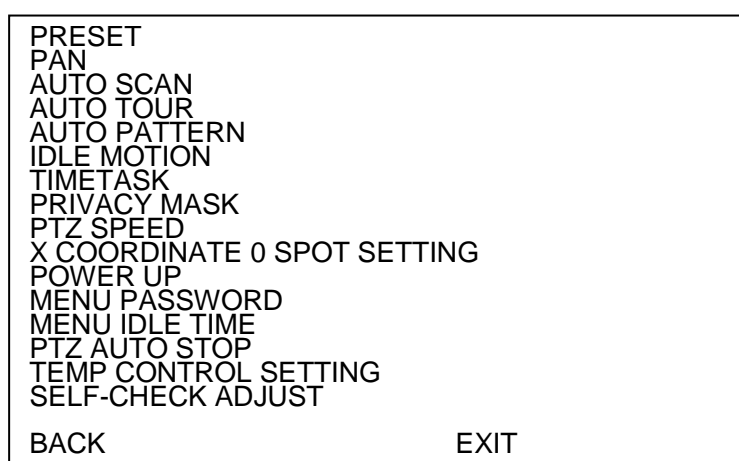 PRESET
PAN
AUTO SCAN
AUTO TOUR
AUTO PATTERN
IDLE MOTION
TIMETASK
PRIVACY MASK
PTZ SPEED
X COORDINATE 0 SPOT SETTING
POWER UP
MENU PASSWORD
MENU IDLE TIME
PTZ AUTO STOP
TEMP CONTROL SETTING
SELF-CHECK ADJUST
BACK EXIT